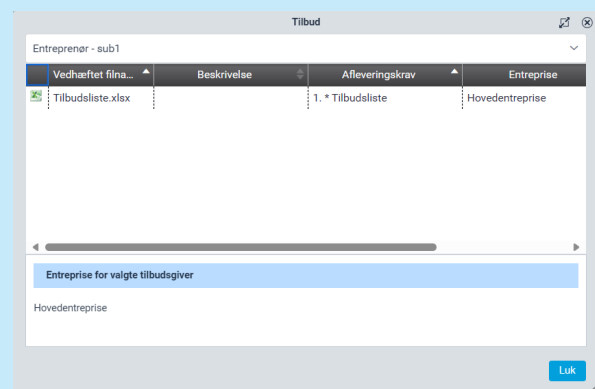 Tilbud
Entreprenør - sub1
Vedhæftet filna... Beskrivelse Afleveringskrav Entreprise
Tilbudsliste.xlsx 1. * Tilbudsliste Hovedentreprise
Entreprise for valgte tilbudsgiver
Hovedentreprise
Luk